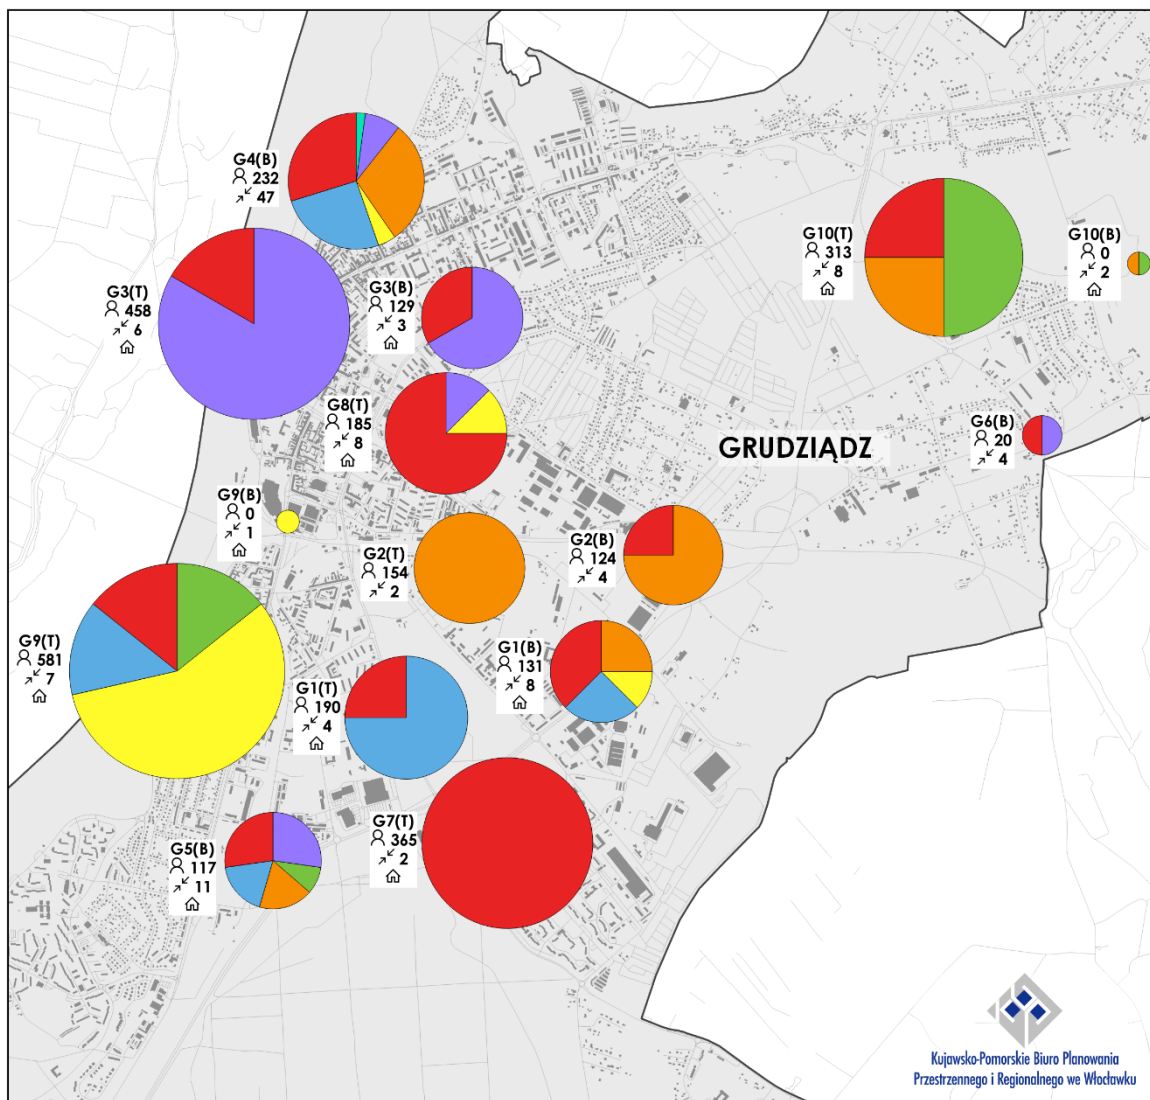 G4(B)
232
47
G3(T)
458
6
G3(B)
129
3
G10(T)
313
8
G10(B)
0
2
G8(T)
185
8
GRUDZIĄDZ
G6(B)
20
4
G9(B)
0
1
G2(T)
154
2
G2(B)
124
4
G9(T)
581
7
G1(T)
190
4
G1(B)
131
8
G5(B)
117
11
G7(T)
365
2
Kujawsko-Pomorskie Biuro Planowania
Przestrzennego i Regionalnego we Włocławku